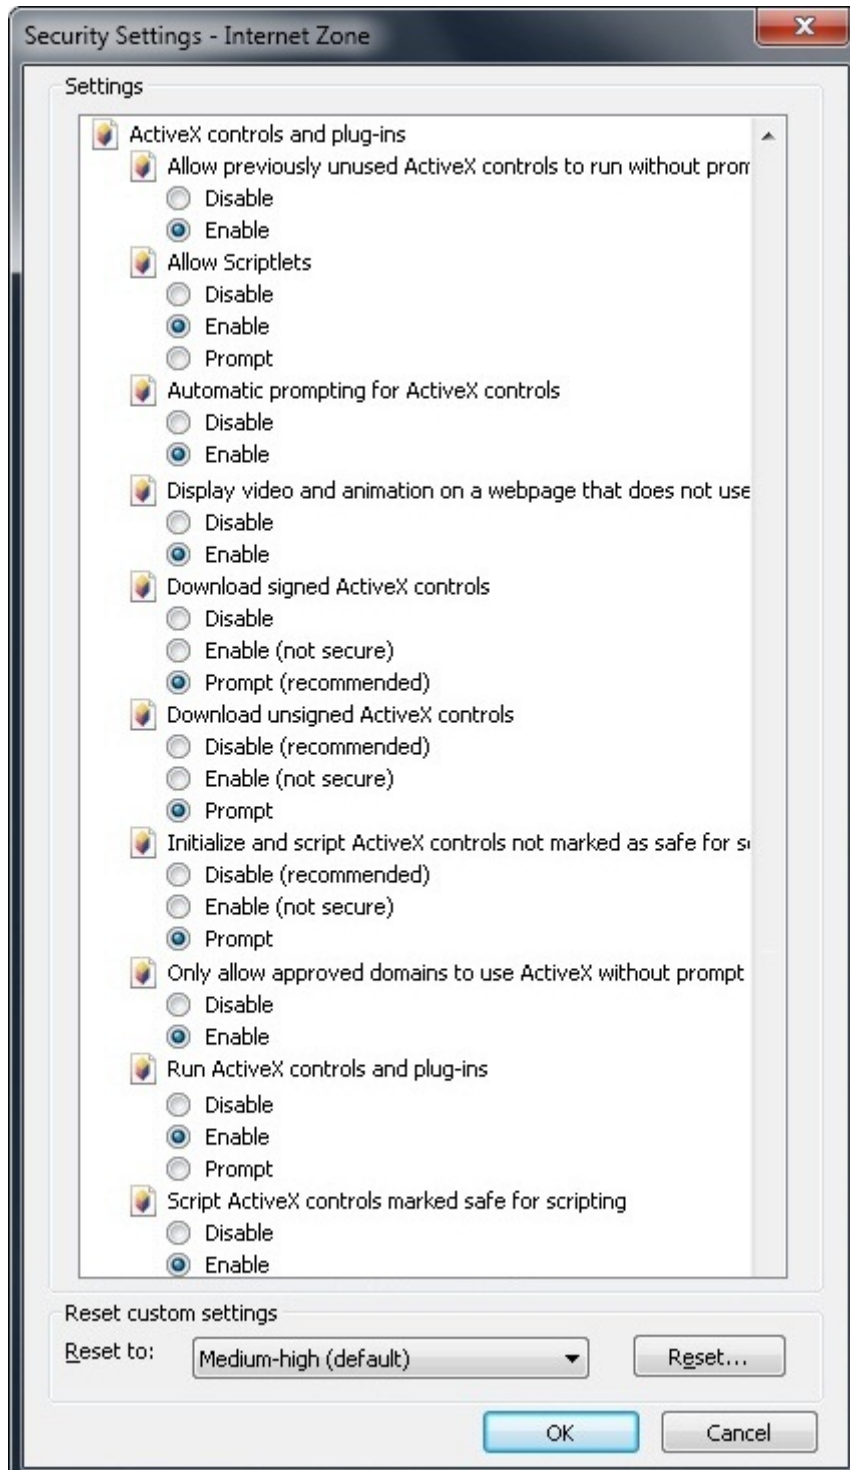 Security Settings - Internet Zone
Settings
ActiveX controls and plug-ins
Allow previously unused ActiveX controls to run without
Disable
Enable
Allow Scriptlets
Disable
Enable
Prompt
Automatic prompting for ActiveX controls
Disable
Enable
Display video and animation on a webpage that does not use
Disable
Enable
Download signed ActiveX controls
Disable
Enable (not secure)
Prompt (recommended)
Download unsigned ActiveX controls
Disable (recommended)
Enable (not secure)
Prompt
Initialize and script ActiveX controls not marked as safe for
Disable (recommended)
Enable (not secure)
Prompt
Only allow approved domains to use ActiveX without prompt
Disable
Enable
Run ActiveX controls and plug-ins
Disable
Enable
Prompt
Script ActiveX controls marked safe for scripting
Disable
Enable
Reset custom settings
Reset to: Medium-high (default) Reset...
OK Cancel